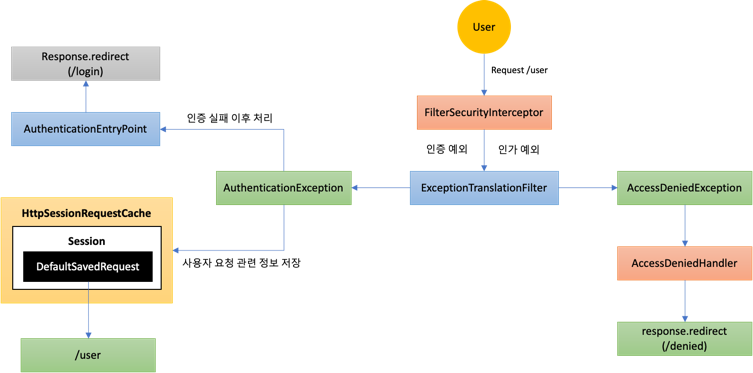 User
Request /user
Response.redirect
(/login)
FilterSecurityInterceptor
AuthenticationEntryPoint
인증 실패 이후 처리
인증 예외
인가 예외
AuthenticationException
ExceptionTranslationFilter
AccessDeniedException
HttpSessionRequestCache
Session
DefaultSavedRequest
사용자 요청 관련 정보 저장
AccessDeniedHandler
/user
response.redirect
(/denied)